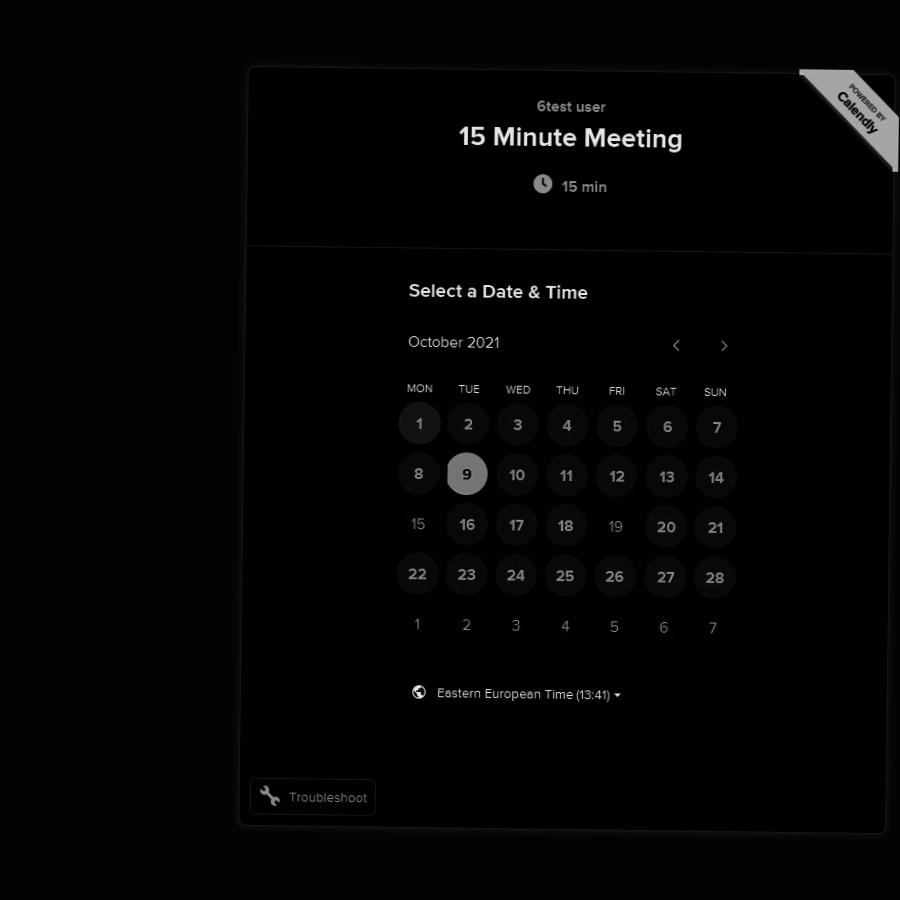 POWERED BY
Calendly
6test user
15 Minute Meeting
15 min
Select a Date & Time
October 2021
MON TUE WED THU FRI SAT SUN
1 2 3 4 5 6 7
8 9 10 11 12 13 14
15 16 17 18 19 20 21
22 23 24 25 26 27 28
1 2 3 4 5 6 7
Eastern European Time (13:41)
Troubleshoot